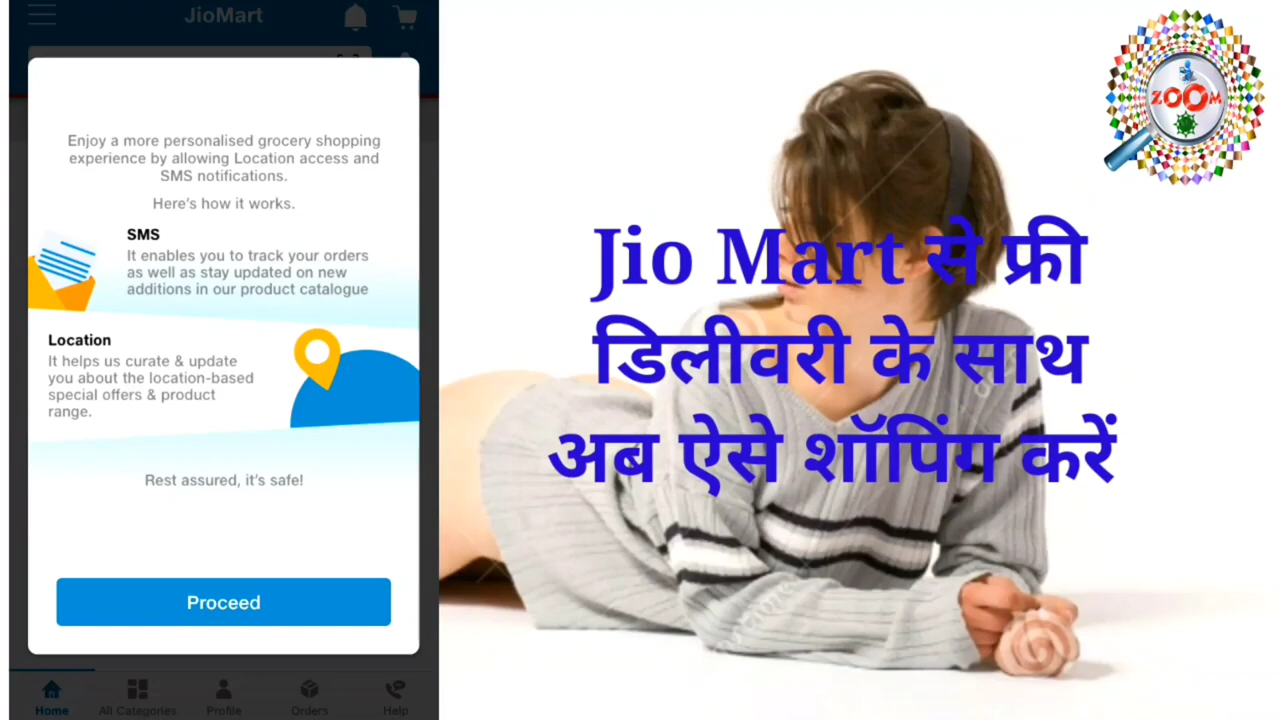 JioMart
Enjoy a more personalised grocery shopping
experience by allowing Location access and
SMS notifications.
Here's how it works.
SMS
It enables you to track your orders
as well as stay updated on new
additions in our product catalogue
Location
It helps us curate & update
you about the location-based
special offers & product
range.
Rest assured, it's safe!
Proceed
Home All Categories Profile Orders Help
Jio Mart से फ्री
डिलीवरी के साथ
अब ऐसे शॉपिंग करें
ZOOM